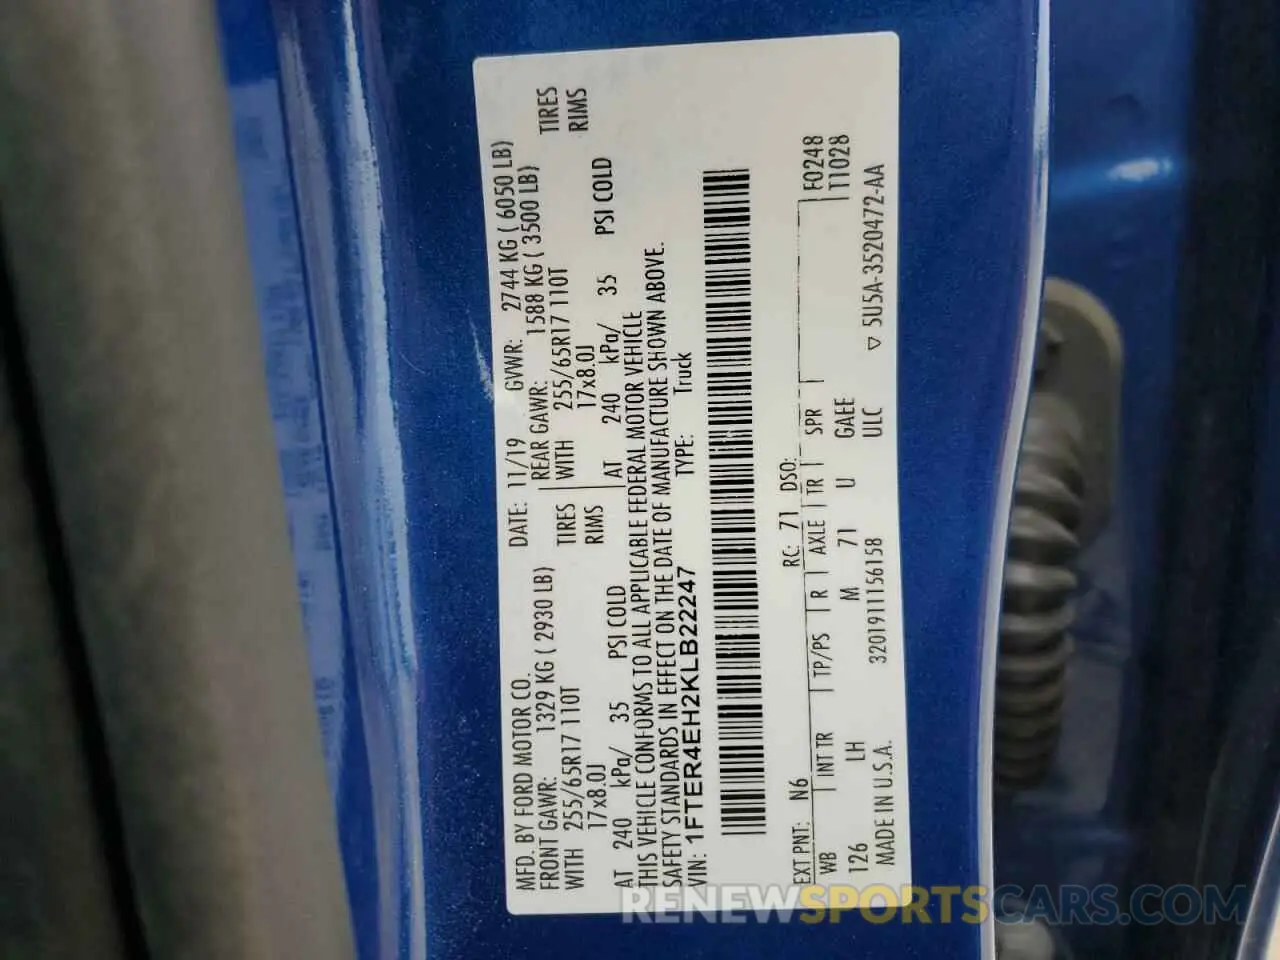 MFD. BY FORD MOTOR CO. DATE: 11/19 GVWR: 2744 KG ( 6050 LB)
FRONT GAWR: 1329 KG ( 2930 LB) REAR GAWR: 1588 KG ( 3500 LB)
WITH 255/65R17 110T TIRES WITH 255/65R17 110T TIRES
17x8.0J RIMS 17x8.0J RIMS
AT 240 kPa/ 35 PSI COLD AT 240 kPa/ 35 PSI COLD
THIS VEHICLE CONFORMS TO ALL APPLICABLE FEDERAL MOTOR VEHICLE
SAFETY STANDARDS IN EFFECT ON THE DATE OF MANUFACTURE SHOWN ABOVE.
VIN: 1FTER4EH2KLB22247 TYPE: Truck
EXT PNT: N6 RC: 71 DSO: F0248
WB INT TR TP/PS R AXLE TR SPR T1028
126 LH M 71 U GAEE
MADE IN U.S.A. 3201911156158 ULC ▽ 5U5A-3520472-AA
RENEWSPORTSCARS.COM